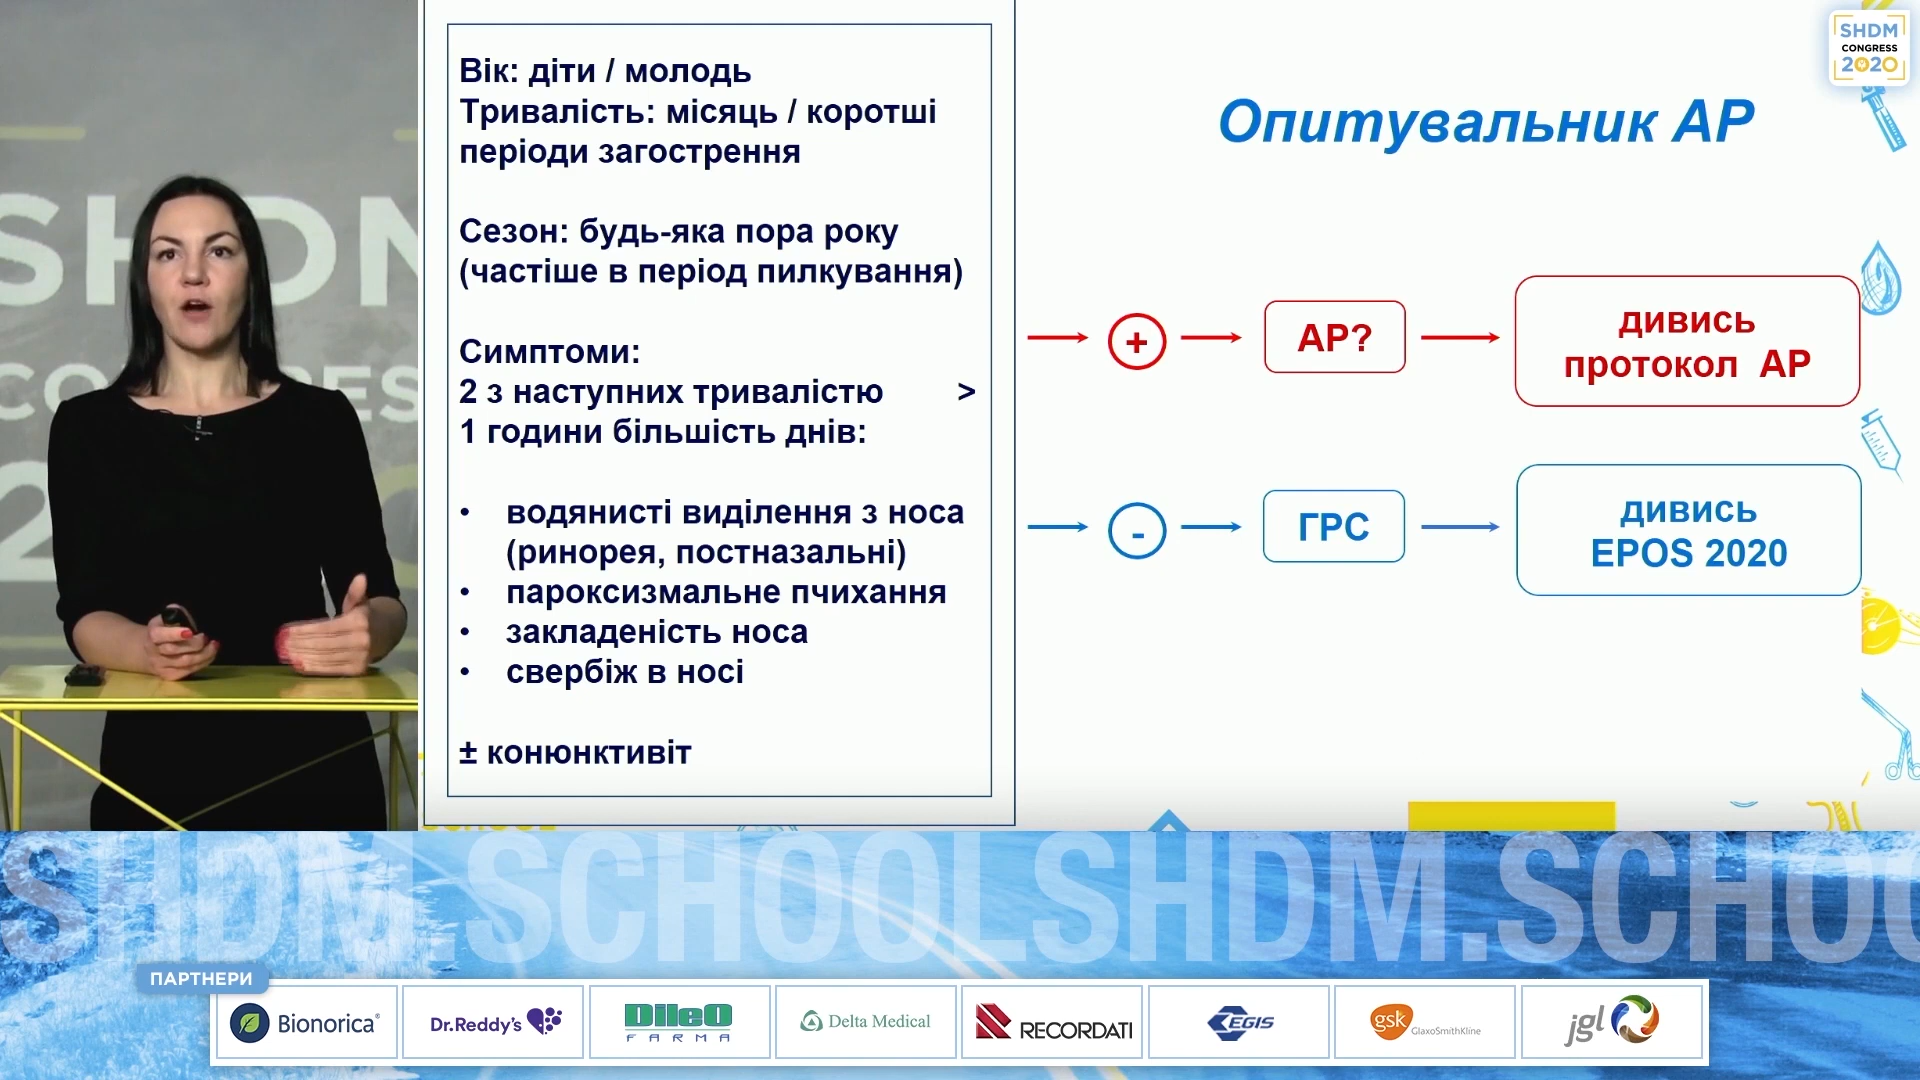 SHDM
CONGRESS
2020
Вік: діти / молодь
Тривалість: місяць / коротші
періоди загострення
Сезон: будь-яка пора року
(частіше в період пилкування)
Симптоми:
2 з наступних тривалістю >
1 години більшість днів:
• водянисті виділення з носа
(ринорея, постназальні)
• пароксизмальне пчихання
• закладеність носа
• свербіж в носі
± конюнктивіт
Опитувальник АР
+
АР?
дивись
протокол АР
-
ГРС
дивись
EPOS 2020
SHDM.SCHOOLSHDM.SCHOO
ПАРТНЕРИ
Bionorica®
Dr.Reddy's
DileO
FARMA
Delta Medical
RECORDATI
EGIS
gsk
GlaxoSmithKline
jgl